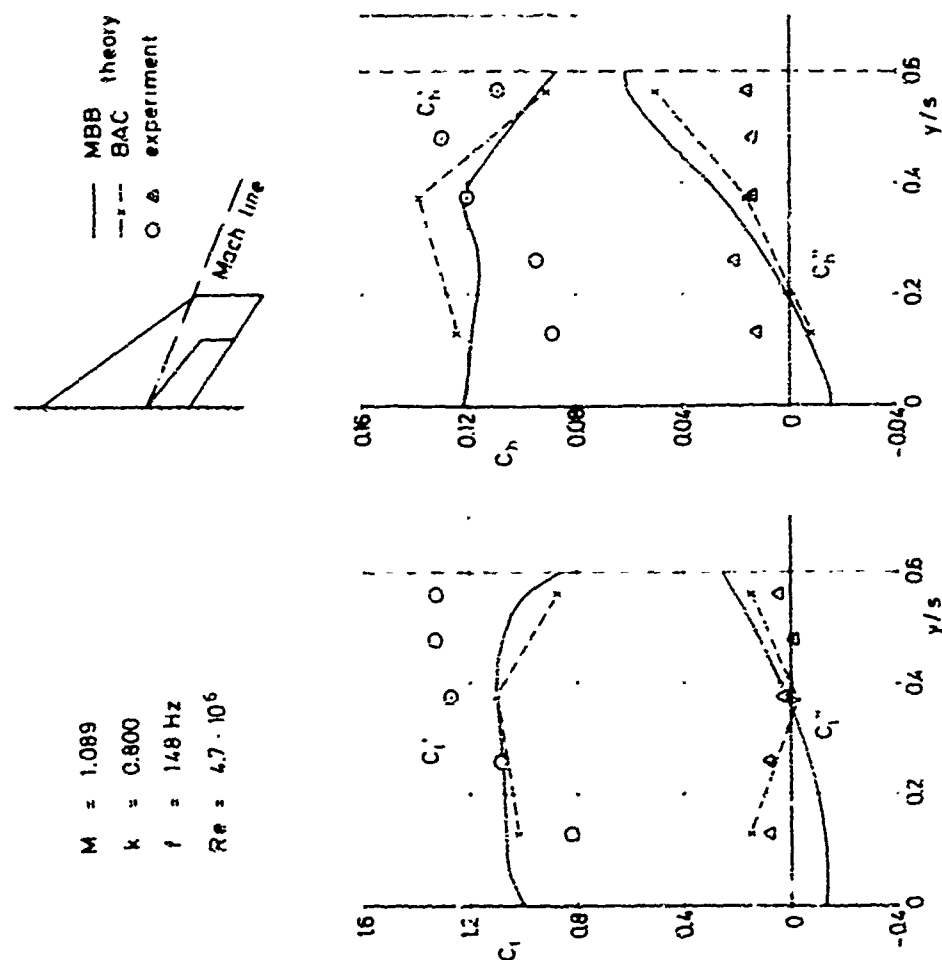 M = 1.089
k = 0.800
f = 148 Hz
Re = 4.7 · 10⁶
Mach line
MBB
BAC
theory
experiment
C_l
1.6
1.2
0.8
0.4
0
-0.4
C_l'
C_l"
0
0.2
0.4
0.6
y/s
C_h
0.16
0.12
0.08
0.04
0
-0.04
C_h'
C_h"
0
0.2
0.4
0.6
y/s